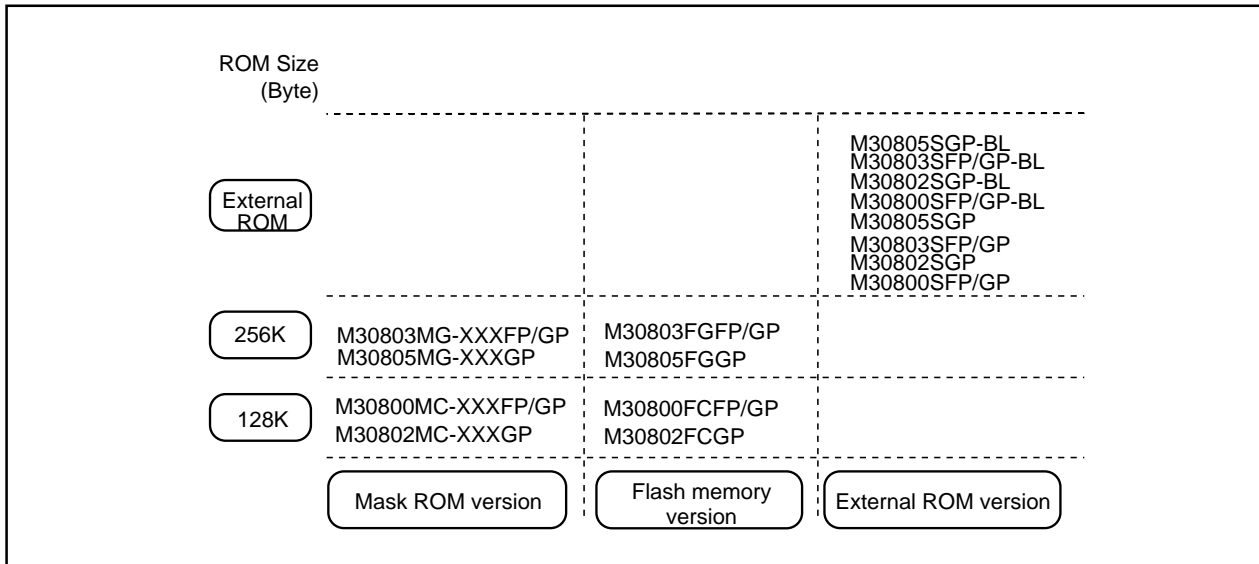 ROM Size
(Byte)
External
ROM
M30805SGP-BL
M30803SFP/GP-BL
M30802SGP-BL
M30800SFP/GP-BL
M30805SGP
M30803SFP/GP
M30802SGP
M30800SFP/GP
256K
M30803MG-XXXFP/GP
M30805MG-XXXGP
M30803FGFP/GP
M30805FGGP
128K
M30800MC-XXXFP/GP
M30802MC-XXXGP
M30800FCFP/GP
M30802FCGP
Mask ROM version
Flash memory
version
External ROM version